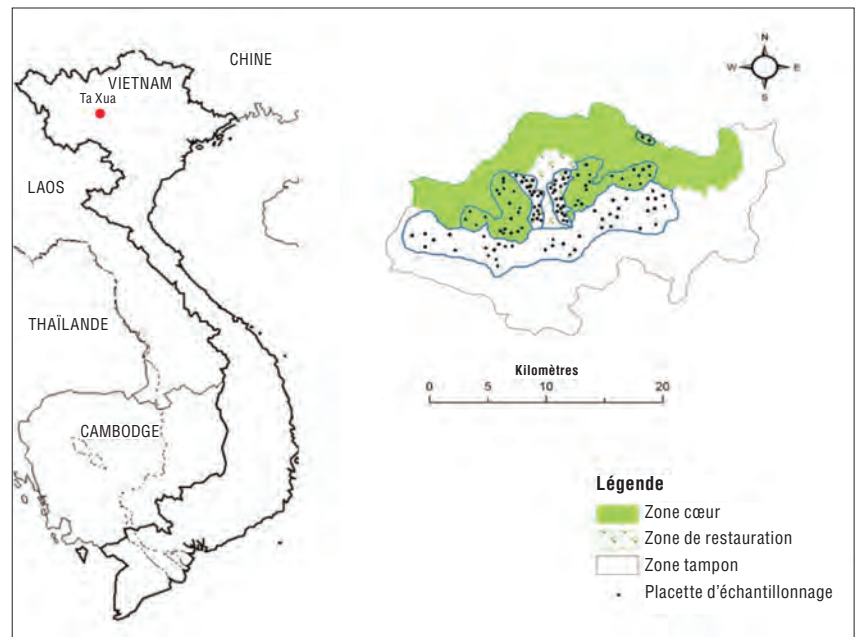 CHINE
VIETNAM
Ta Xua
LAOS
THAÏLANDE
CAMBODGE
N
W E
S
Kilomètres
0 5 10 20
Légende
Zone cœur
Zone de restauration
Zone tampon
Placette d'échantillonnage